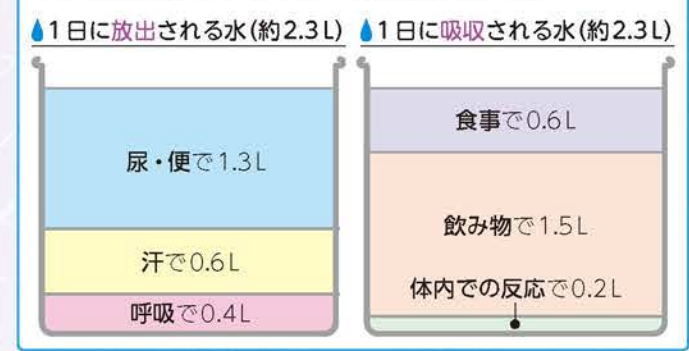 1日に放出される水(約2.3L)
尿・便で1.3L
汗で0.6L
呼吸で0.4L
1日に吸収される水(約2.3L)
食事で0.6L
飲み物で1.5L
体内での反応で0.2L